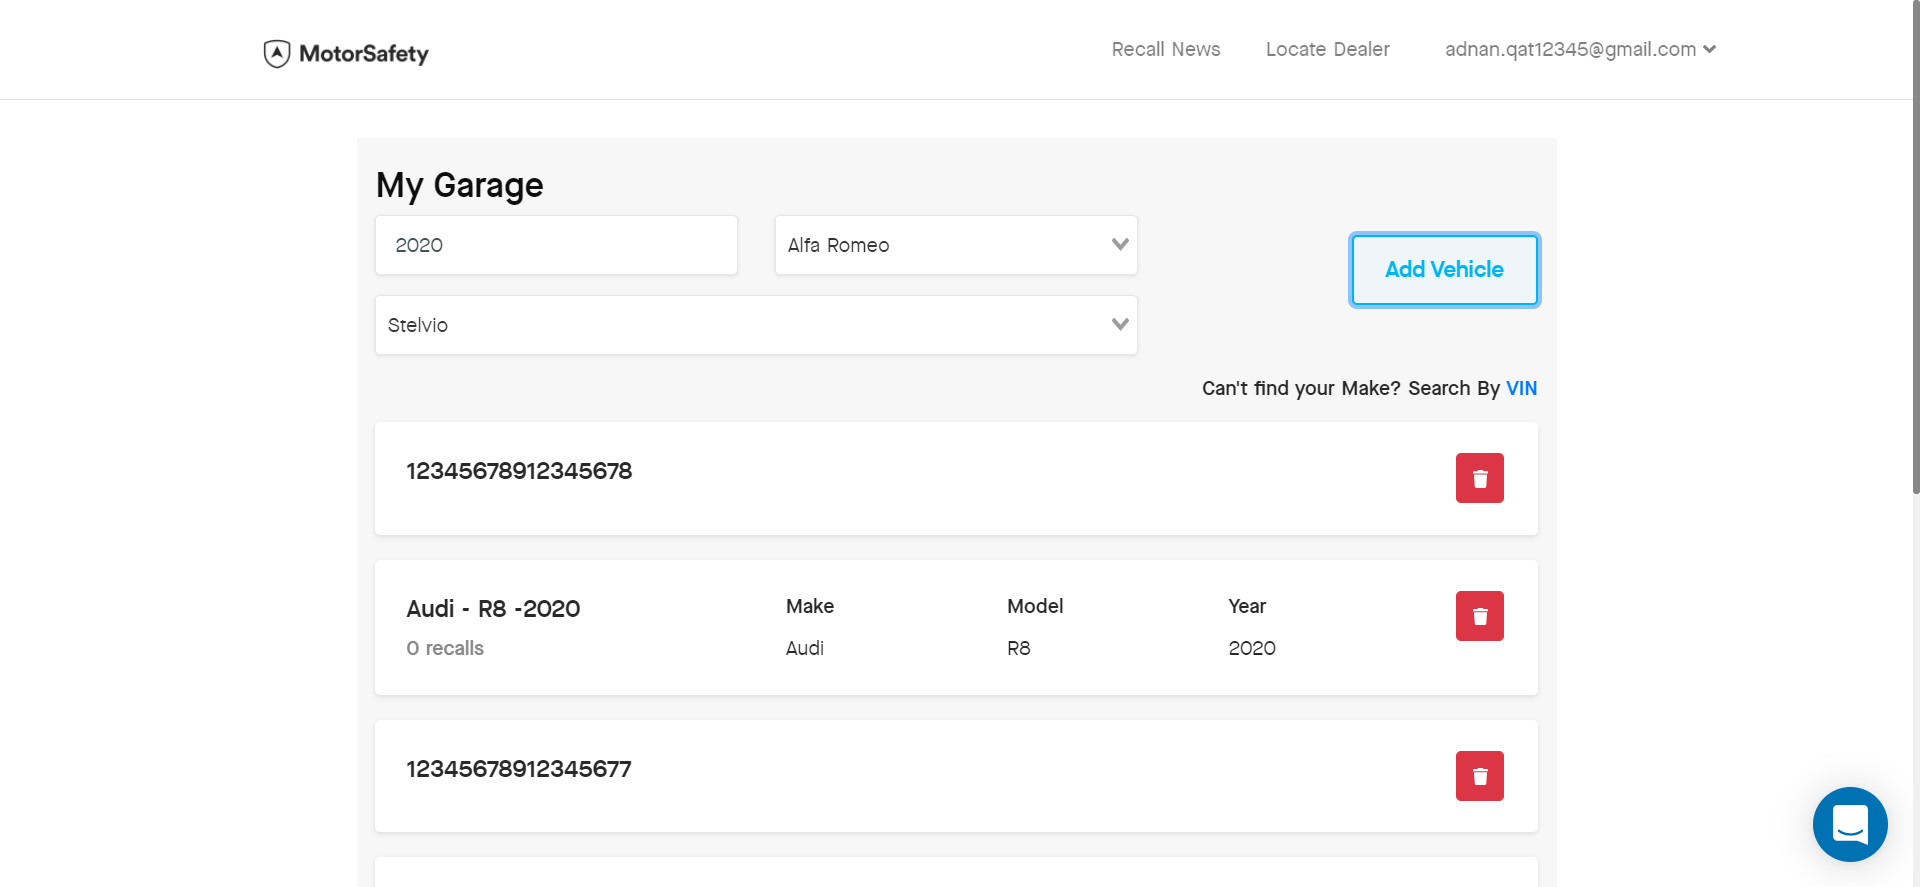 MotorSafety
Recall News
Locate Dealer
adnan.qat12345@gmail.com
My Garage
2020
Alfa Romeo
Add Vehicle
Stelvio
Can't find your Make? Search By VIN
12345678912345678
Audi - R8 -2020
Make
Model
Year
0 recalls
Audi
R8
2020
12345678912345677